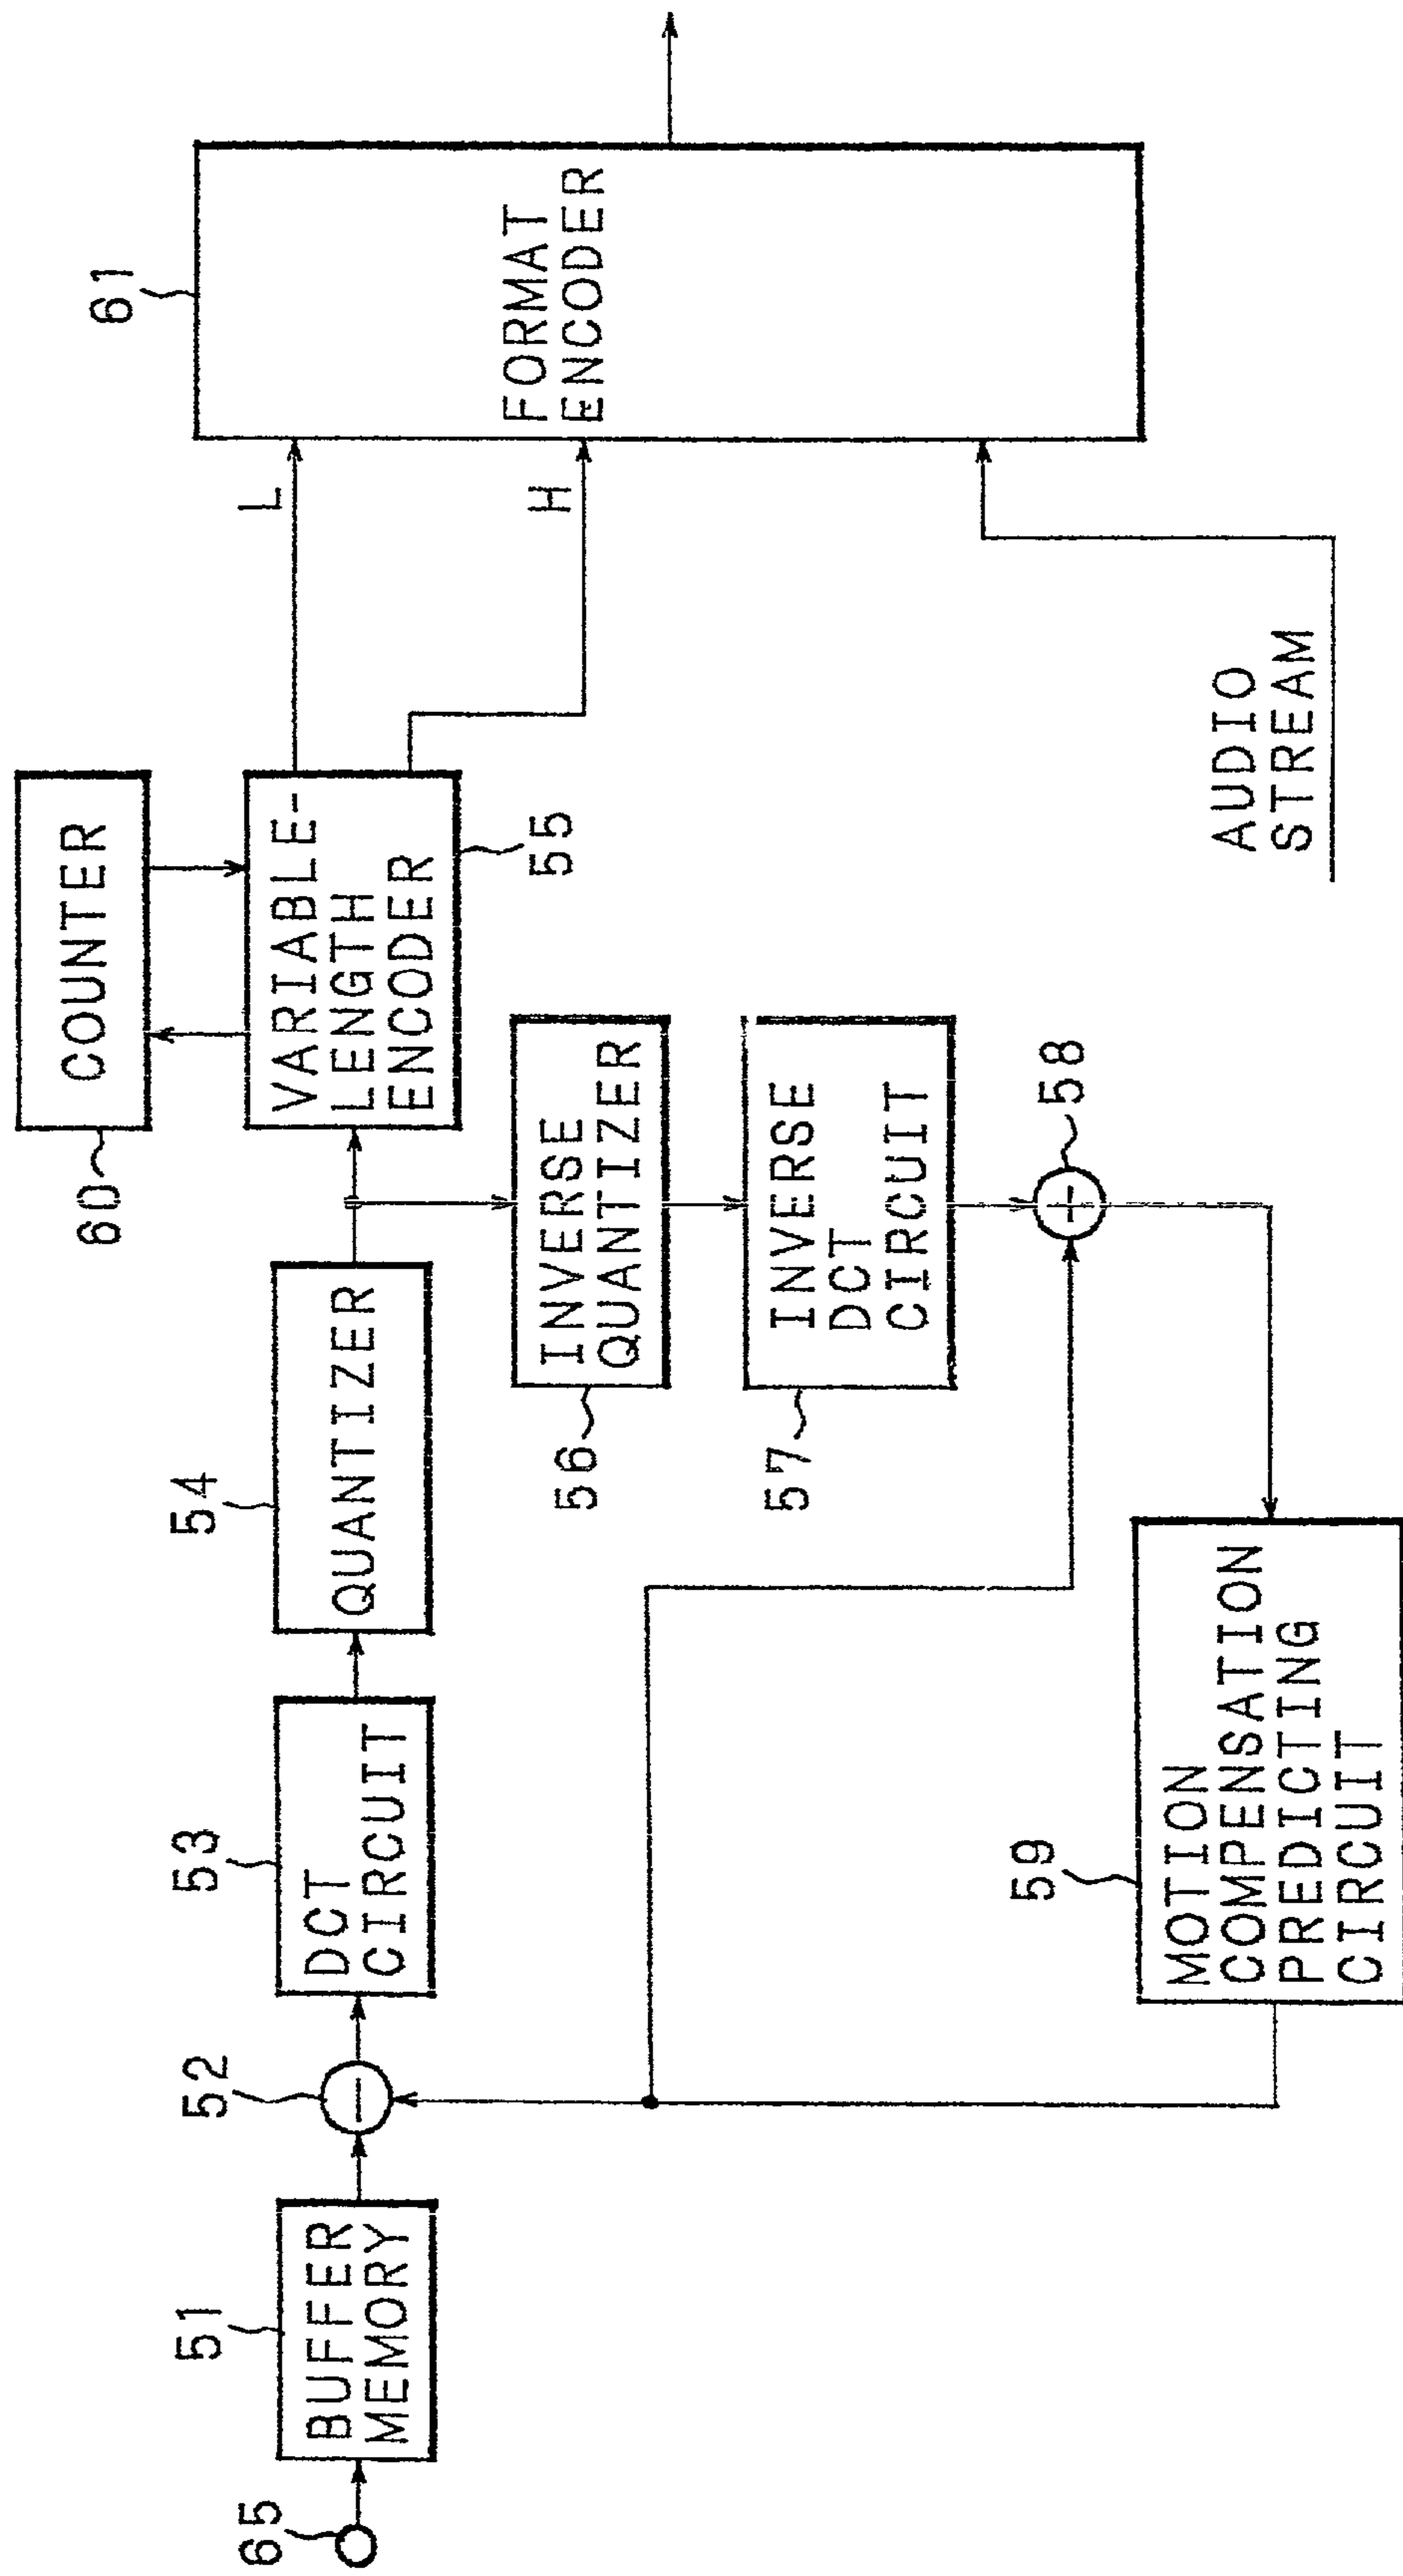 65
51
BUFFER
MEMORY
52
53
DCT
CIRCUIT
54
QUANTIZER
60
COUNTER
VARIABLE-
LENGTH
ENCODER
55
L
H
61
FORMAT
ENCODER
56
INVERSE
QUANTIZER
57
INVERSE
DCT
CIRCUIT
58
59
MOTION
COMPENSATION
PREDICTING
CIRCUIT
AUDIO
STREAM